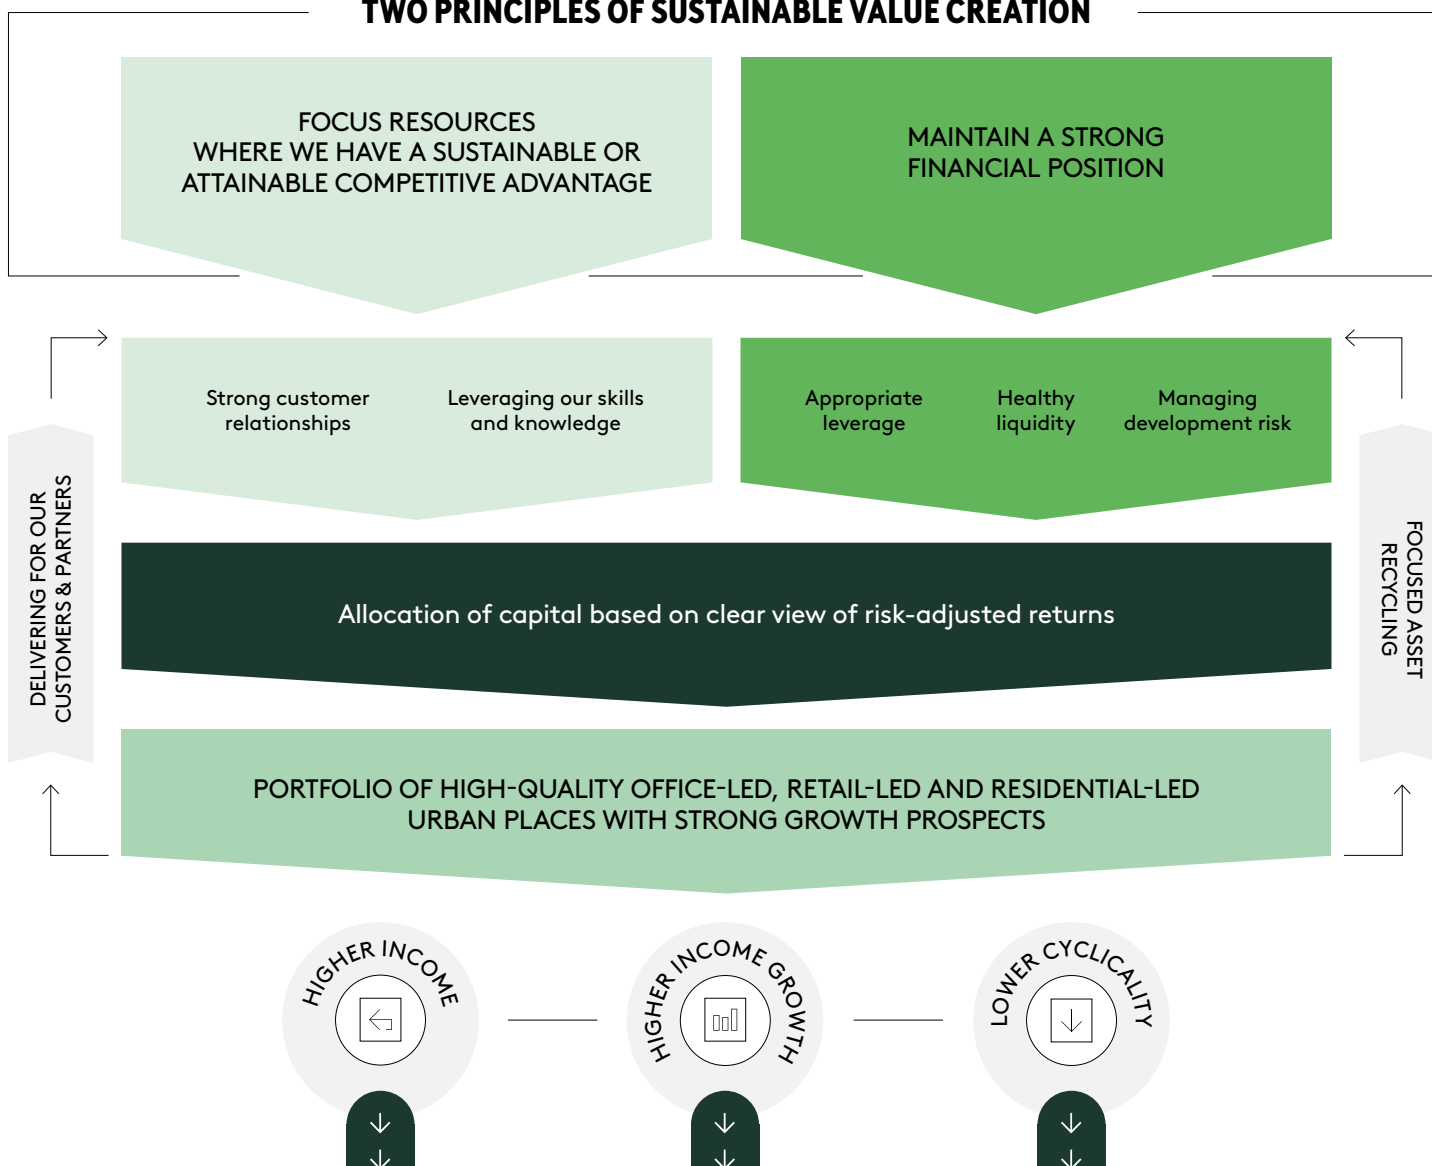 TWO PRINCIPLES OF SUSTAINABLE VALUE CREATION
FOCUS RESOURCES
WHERE WE HAVE A SUSTAINABLE OR
ATTAINABLE COMPETITIVE ADVANTAGE
MAINTAIN A STRONG
FINANCIAL POSITION
Strong customer
relationships
Leveraging our skills
and knowledge
Appropriate
leverage
Healthy
liquidity
Managing
development risk
DELIVERING FOR OUR
CUSTOMERS & PARTNERS
FOCUSED ASSET
RECYCLING
Allocation of capital based on clear view of risk-adjusted returns
PORTFOLIO OF HIGH-QUALITY OFFICE-LED, RETAIL-LED AND RESIDENTIAL-LED
URBAN PLACES WITH STRONG GROWTH PROSPECTS
HIGHER INCOME
HIGHER INCOME GROWTH
LOWER CYCLICALITY